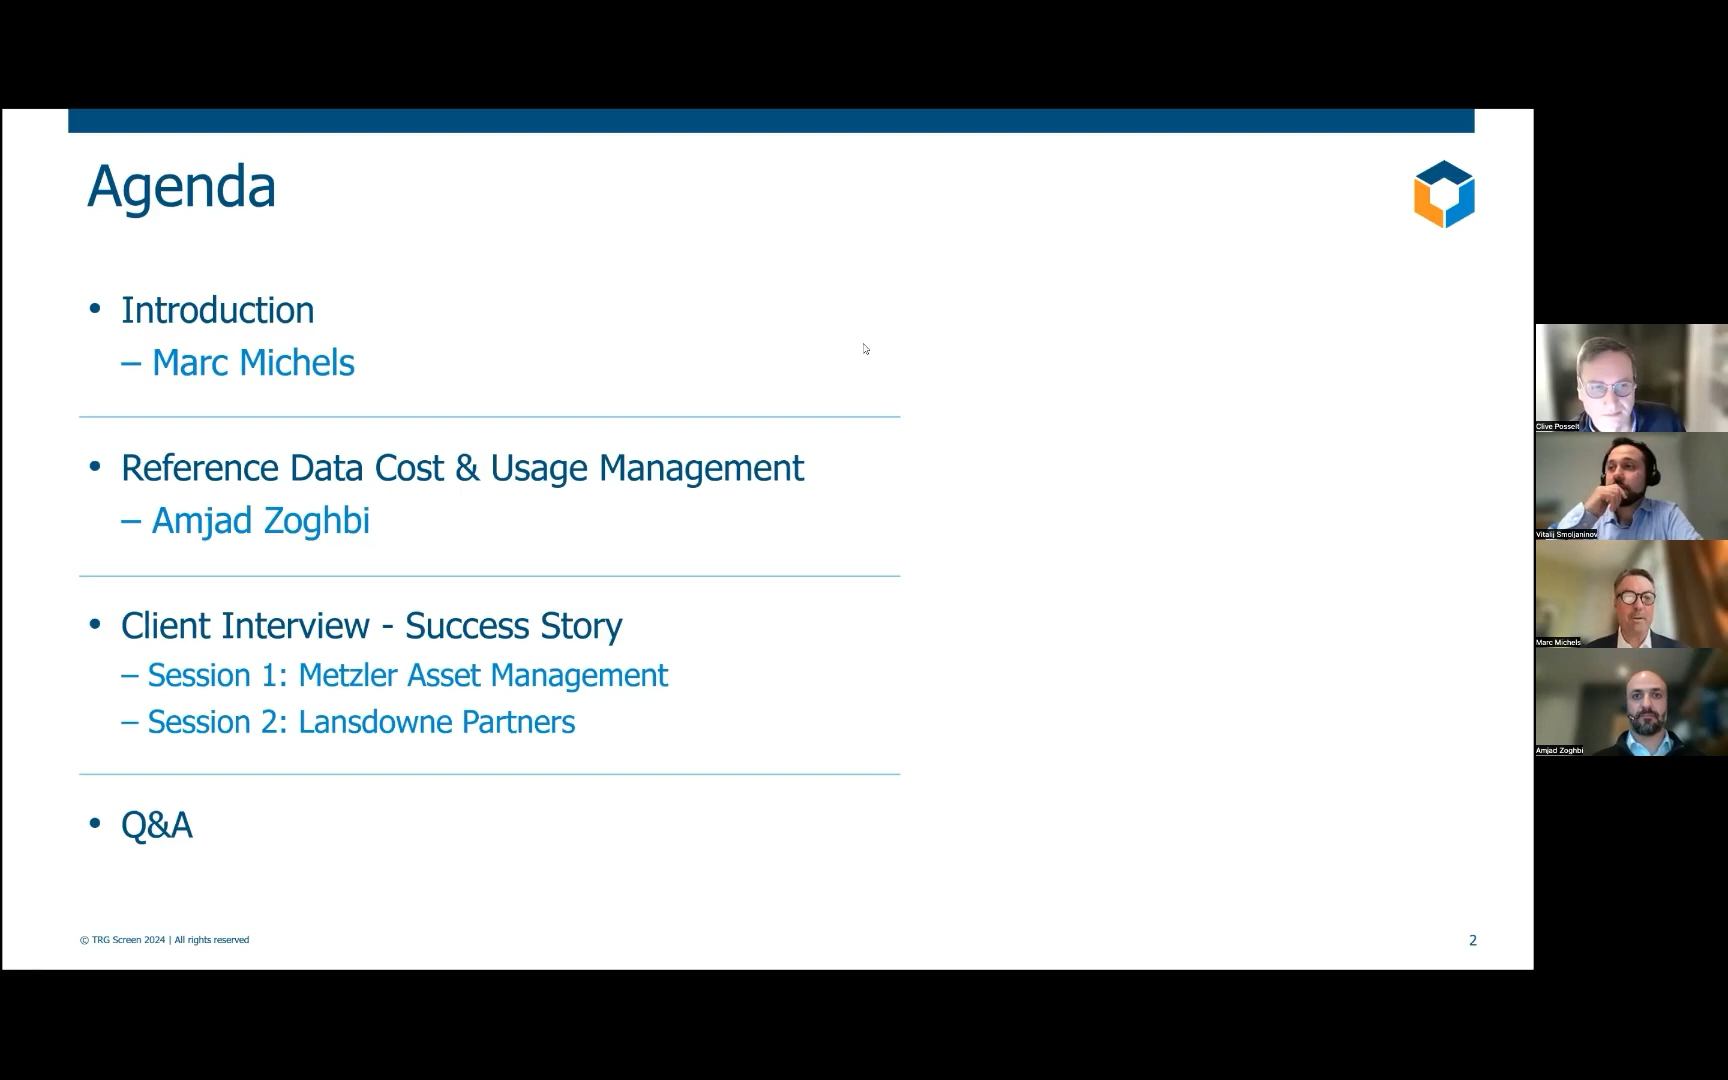 Agenda
• Introduction
– Marc Michels
• Reference Data Cost & Usage Management
– Amjad Zoghbi
• Client Interview - Success Story
– Session 1: Metzler Asset Management
– Session 2: Lansdowne Partners
• Q&A
© TRG Screen 2024 | All rights reserved
2
Clive Posselt
Vitalij Smoljaninov
Marc Michels
Amjad Zoghbi